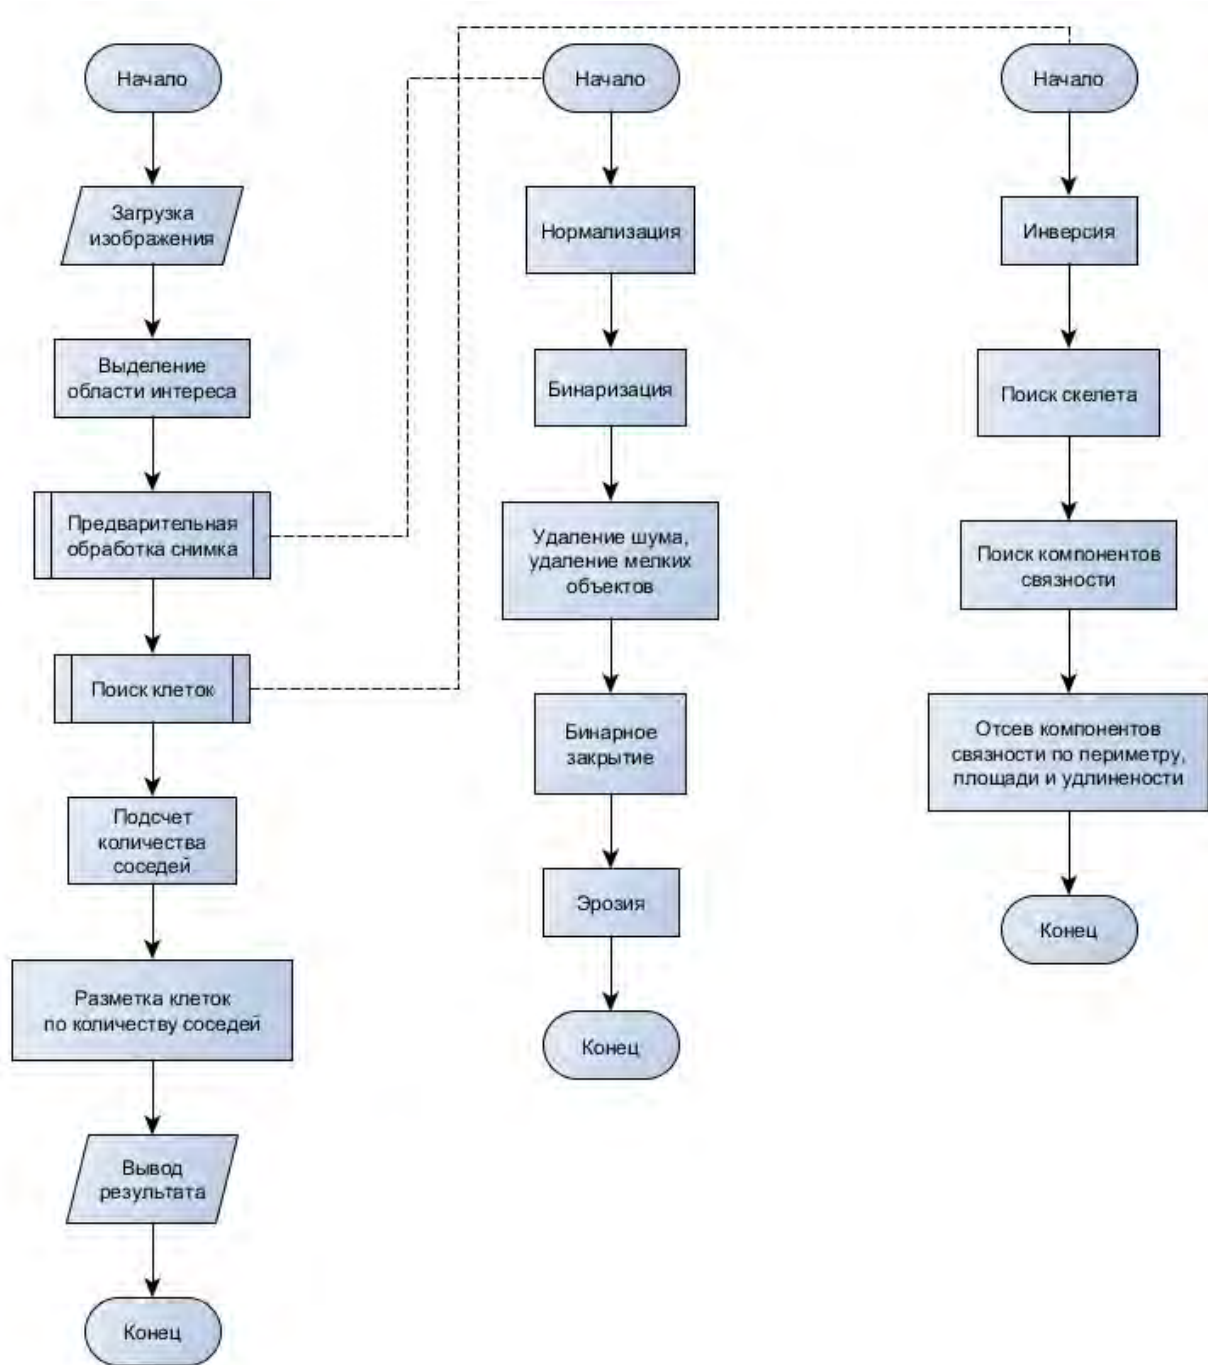 Начало
Загрузка
изображения
Выделение
области интереса
Предварительная
обработка снимка
Поиск клеток
Подсчет
количества
соседей
Разметка клеток
по количеству соседей
Вывод
результата
Конец
Начало
Нормализация
Бинаризация
Удаление шума,
удаление мелких
объектов
Бинарное
закрытие
Эрозия
Конец
Начало
Инверсия
Поиск скелета
Поиск компонентов
связности
Отсев компонентов
связности по периметру,
площади и удлинености
Конец